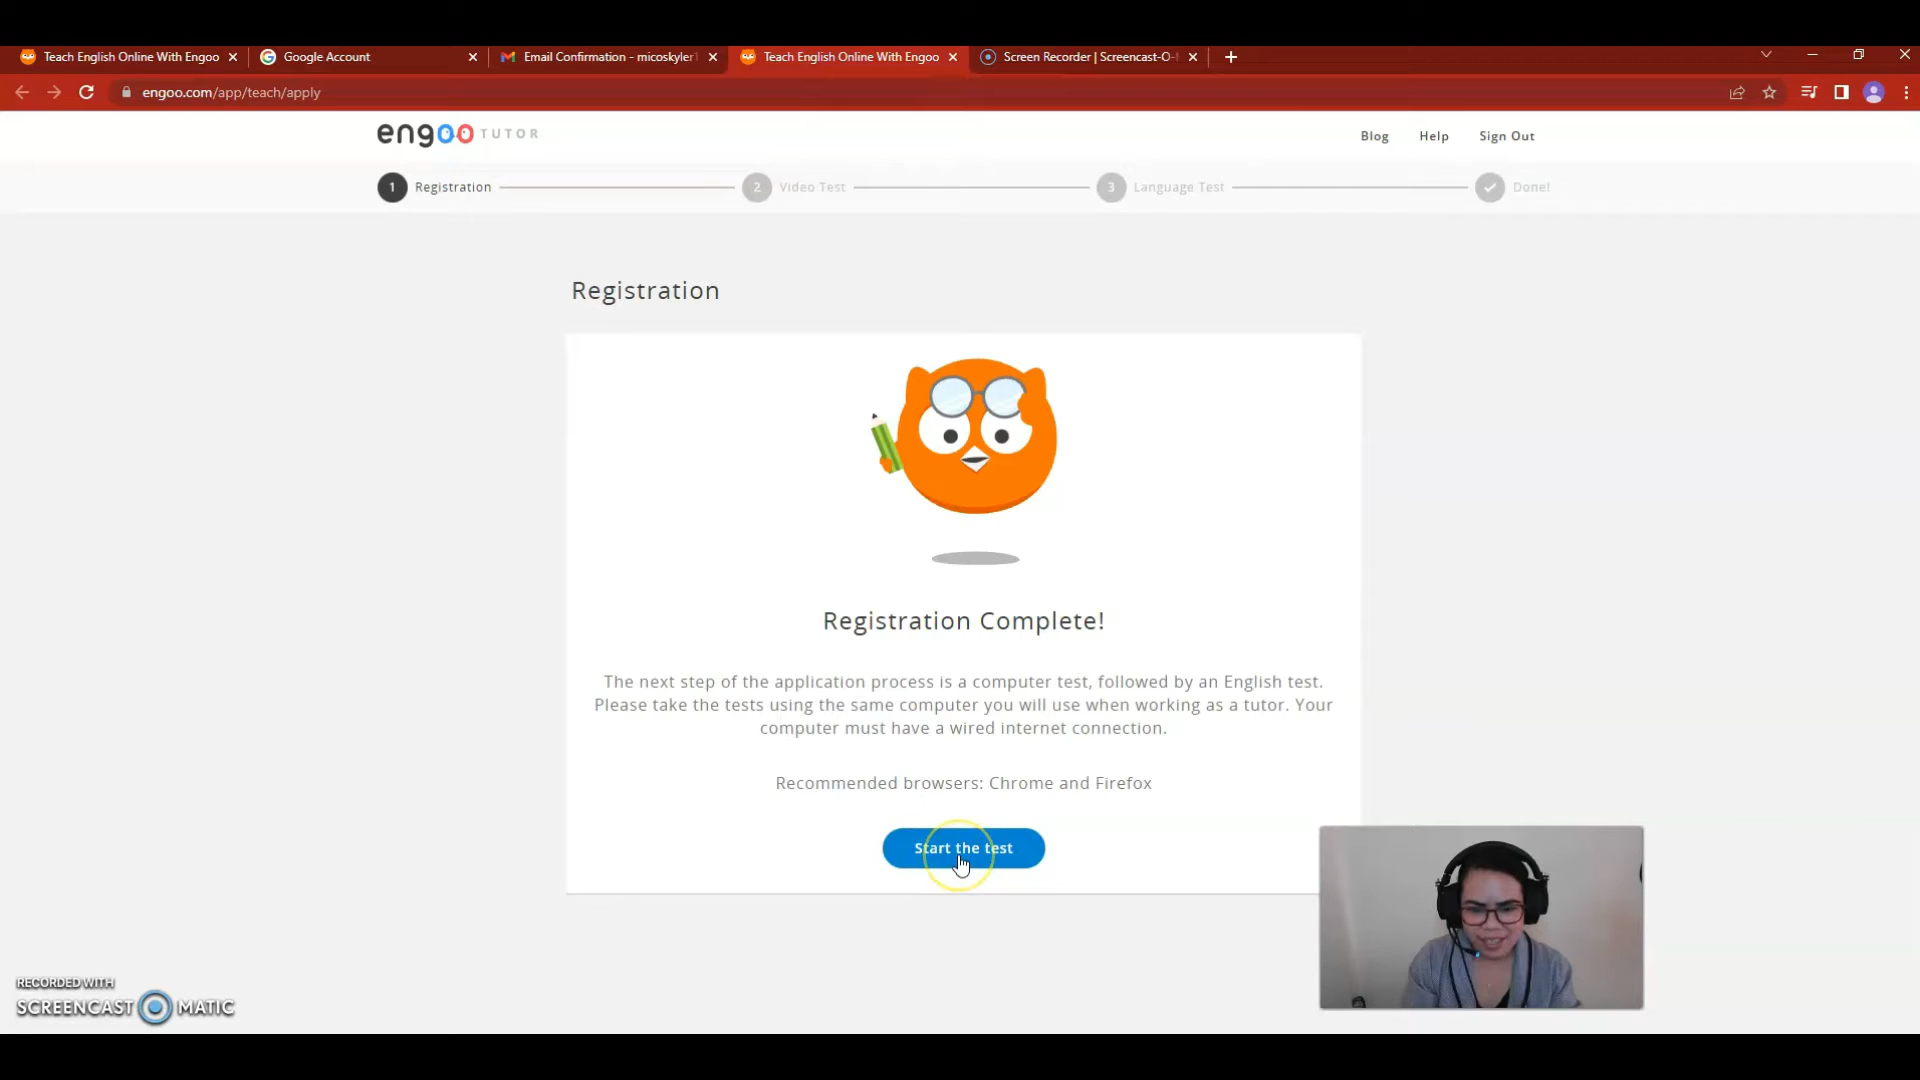 Teach English Online With Engoo
Google Account
Email Confirmation - micoskyler1
Teach English Online With Engoo
Screen Recorder | Screencast-O-
engoo.com/app/teach/apply
engoo TUTOR
Blog
Help
Sign Out
1 Registration
2 Video Test
3 Language Test
Done!
Registration
Registration Complete!
The next step of the application process is a computer test, followed by an English test.
Please take the tests using the same computer you will use when working as a tutor. Your
computer must have a wired internet connection.
Recommended browsers: Chrome and Firefox
Start the test
RECORDED WITH
SCREENCAST MATIC